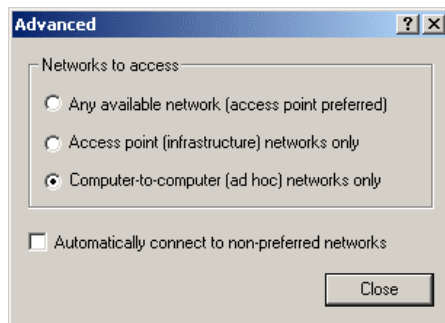 Advanced
Networks to access
Any available network (access point preferred)
Access point (infrastructure) networks only
Computer-to-computer (ad hoc) networks only
Automatically connect to non-preferred networks
Close